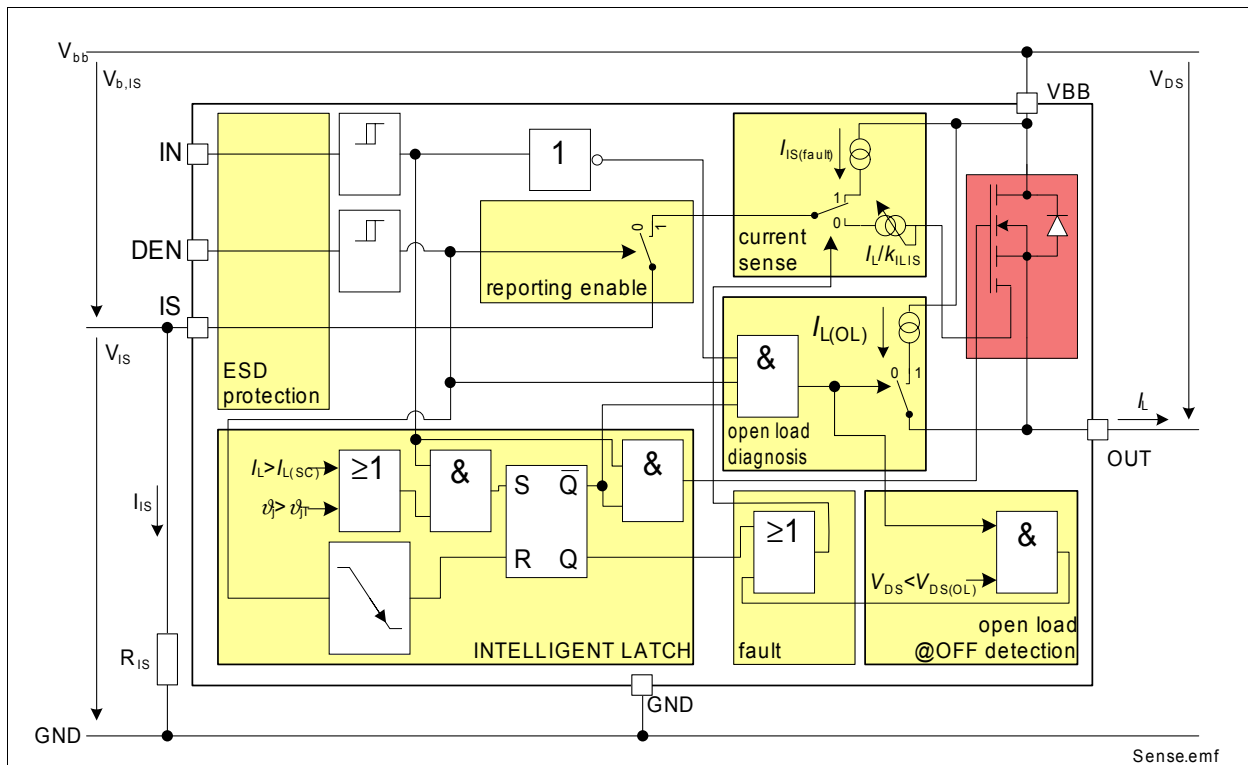 Vbb
Vb,IS
VDS
VBB
IN
1
IIS(fault)
1
0
0
1
DEN
current
sense
IL/kILIS
reporting enable
IS
VIS
IL(OL)
ESD
protection
&
0
1
open load
diagnosis
IL
OUT
IL>IL(SC)
≥1
&
S
Q
&
ϑj>ϑjT
IIS
R
Q
≥1
&
VDS<VDS(OL)
RIS
INTELLIGENT LATCH
fault
open load
@OFF detection
GND
GND
Sense.emf